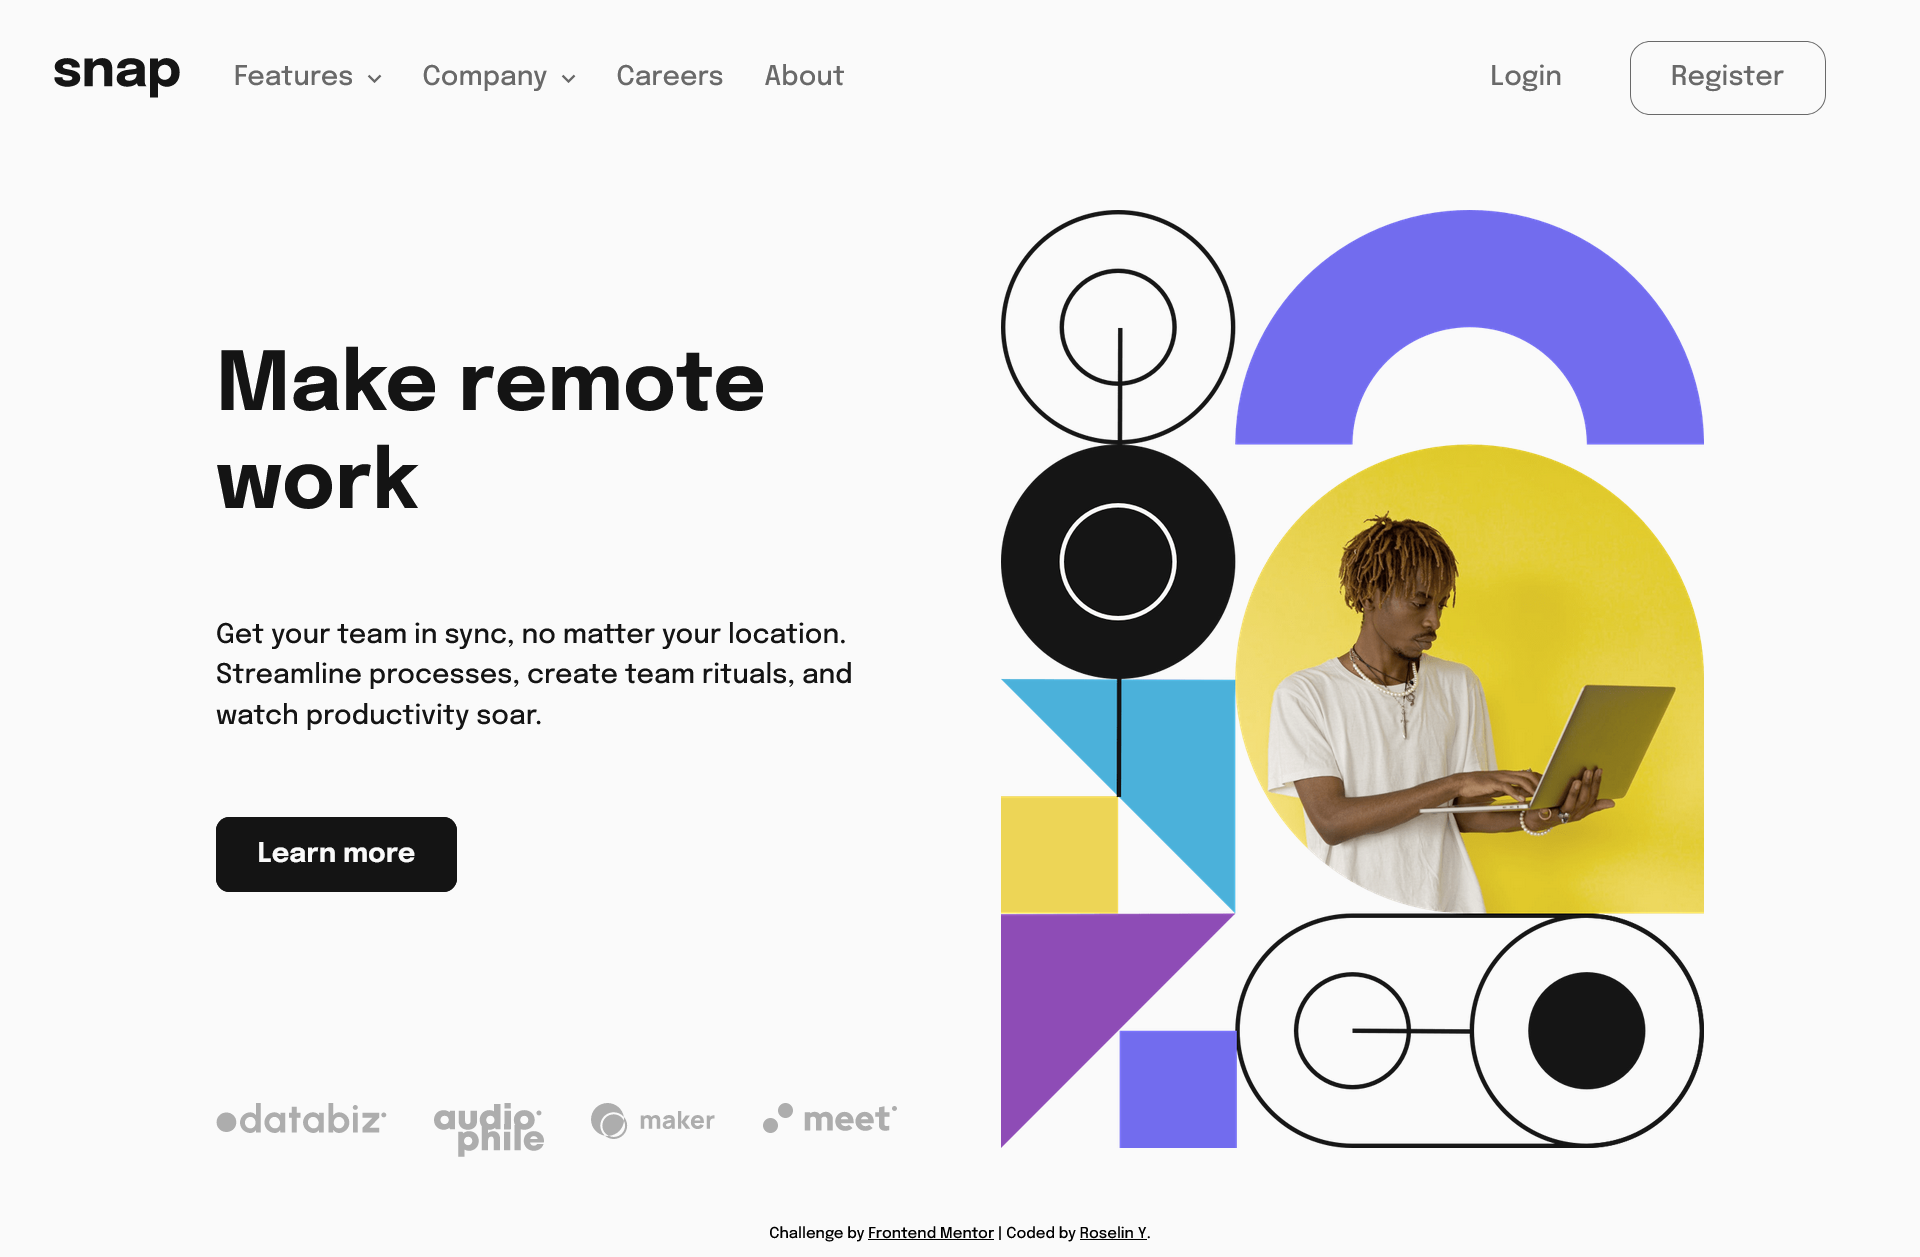 snap
Features
Company
Careers
About
Login
Register
Make remote
work
Get your team in sync, no matter your location.
Streamline processes, create team rituals, and
watch productivity soar.
Learn more
databiz
audio
phile
maker
meet
Challenge by Frontend Mentor | Coded by Roselin Y.